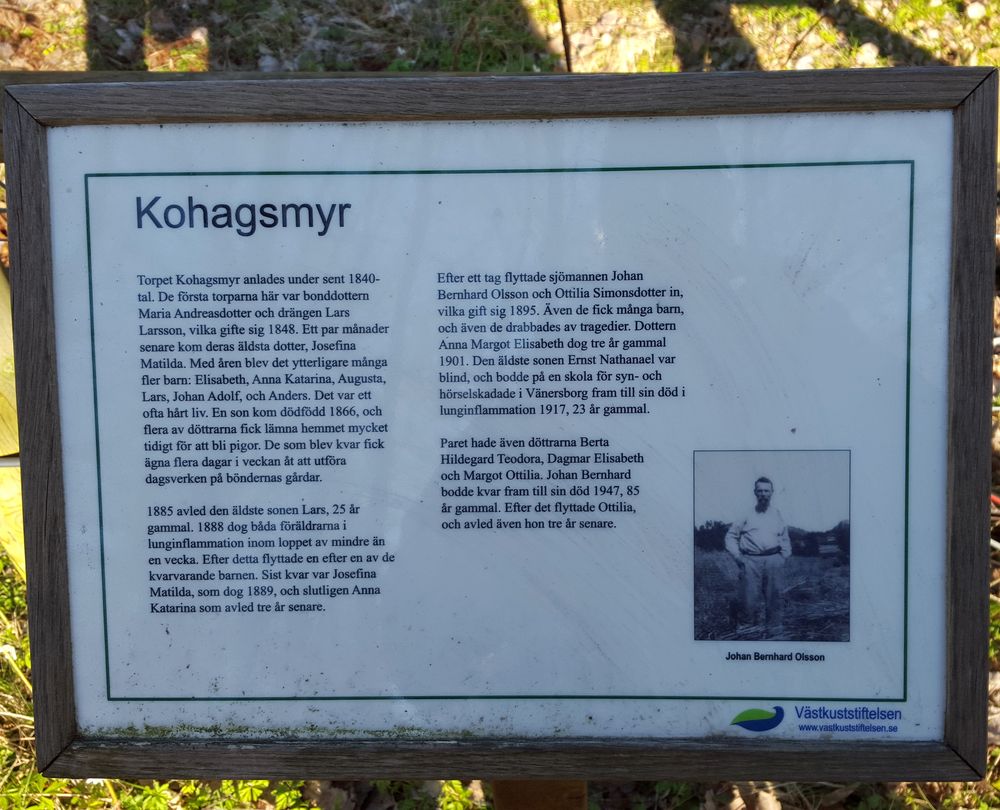 Kohagsmyr
Torpet Kohagsmyr anlades under sent 1840-
tal. De första torparna här var bonddottern
Maria Andreasdotter och drängen Lars
Larsson, vilka gifte sig 1848. Ett par månader
senare kom deras äldsta dotter, Josefina
Matilda. Med åren blev det ytterligare många
fler barn: Elisabeth, Anna Katarina, Augusta,
Lars, Johan Adolf, och Anders. Det var ett
ofta hårt liv. En son kom dödfödd 1866, och
flera av döttrarna fick lämna hemmet mycket
tidigt för att bli pigor. De som blev kvar fick
ägna flera dagar i veckan åt att utföra
dagsverken på böndernas gårdar.
1885 avled den äldste sonen Lars, 25 år
gammal. 1888 dog båda föräldrarna i
lunginflammation inom loppet av mindre än
en vecka. Efter detta flyttade en efter en av de
kvarvarande barnen. Sist kvar var Josefina
Matilda, som dog 1889, och slutligen Anna
Katarina som avled tre år senare.
Efter ett tag flyttade sjömannen Johan
Bernhard Olsson och Ottilia Simonsdotter in,
vilka gift sig 1895. Även de fick många barn,
och även de drabbades av tragedier. Dottern
Anna Margot Elisabeth dog tre år gammal
1901. Den äldste sonen Ernst Nathanael var
blind, och bodde på en skola för syn- och
hörselskadade i Vänersborg fram till sin död i
lunginflammation 1917, 23 år gammal.
Paret hade även döttrarna Berta
Hildegard Teodora, Dagmar Elisabeth
och Margot Ottilia. Johan Bernhard
bodde kvar fram till sin död 1947, 85
år gammal. Efter det flyttade Ottilia,
och avled även hon tre år senare.
Johan Bernhard Olsson
Västkuststiftelsen
www.vastkuststiftelsen.se